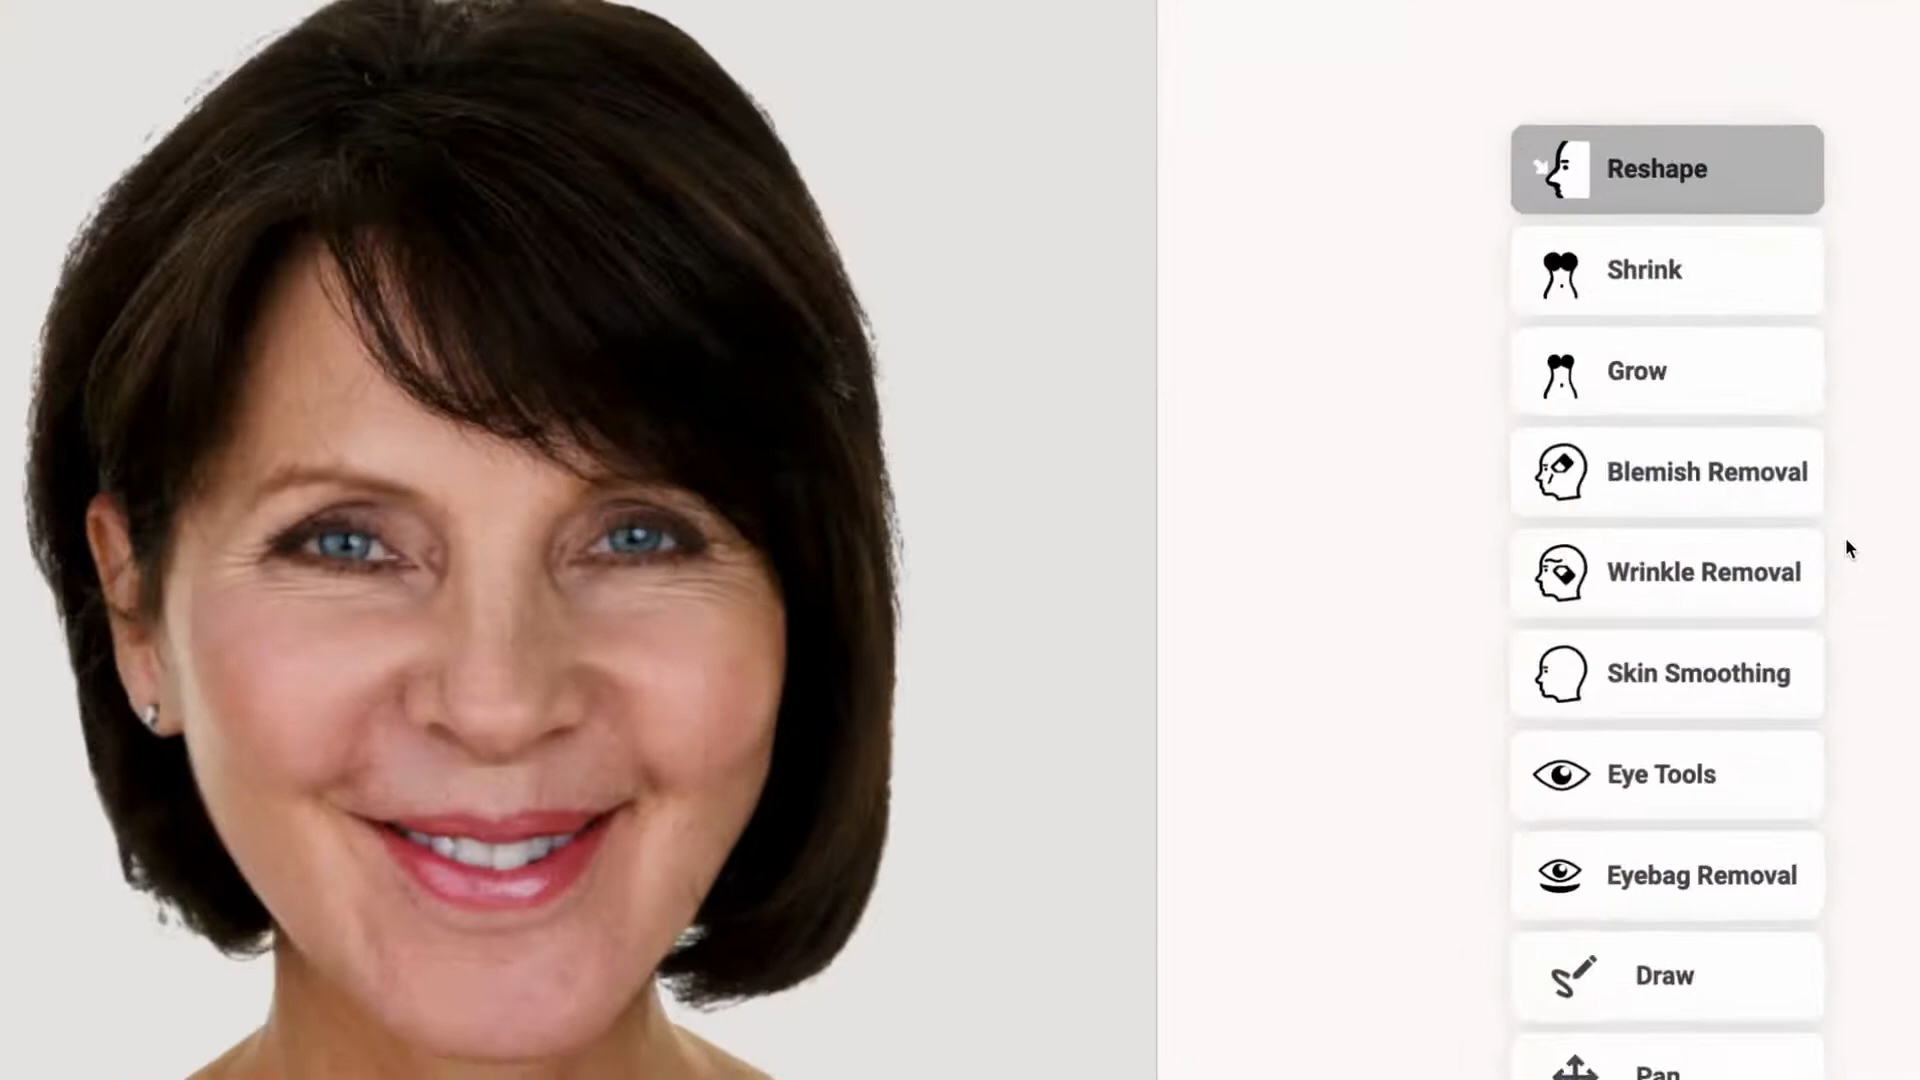 Reshape
Shrink
Grow
Blemish Removal
Wrinkle Removal
Skin Smoothing
Eye Tools
Eyebag Removal
Draw
Pan